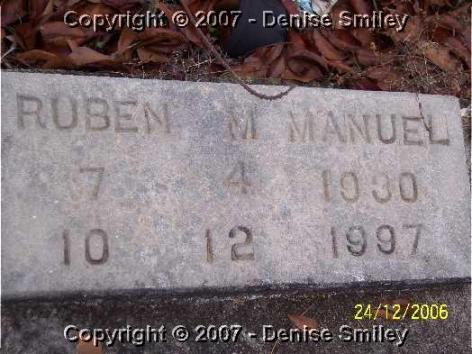 Copyright © 2007 - Denise Smiley
RUBEN M MANUEL
7 4 1930
10 12 1997
24/12/2006
Copyright © 2007 - Denise Smiley